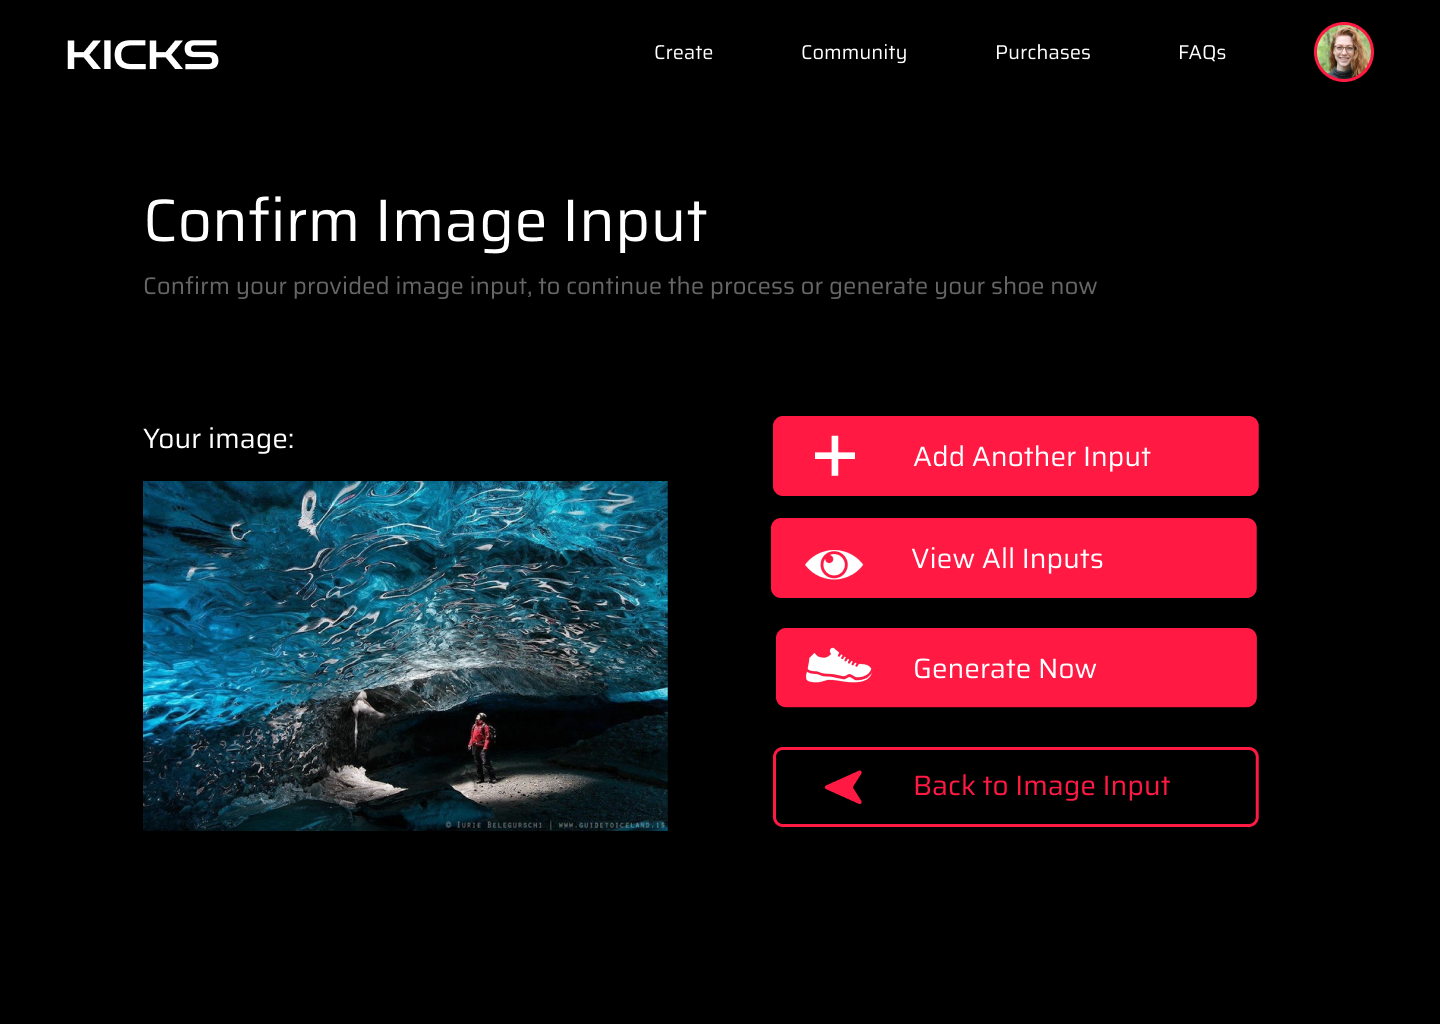 KICKS
Create
Community
Purchases
FAQs
Confirm Image Input
Confirm your provided image input, to continue the process or generate your shoe now
Your image:
Add Another Input
View All Inputs
Generate Now
Back to Image Input
© IURIE BELEGURSCHI | WWW.GUIDETOICELAND.IS